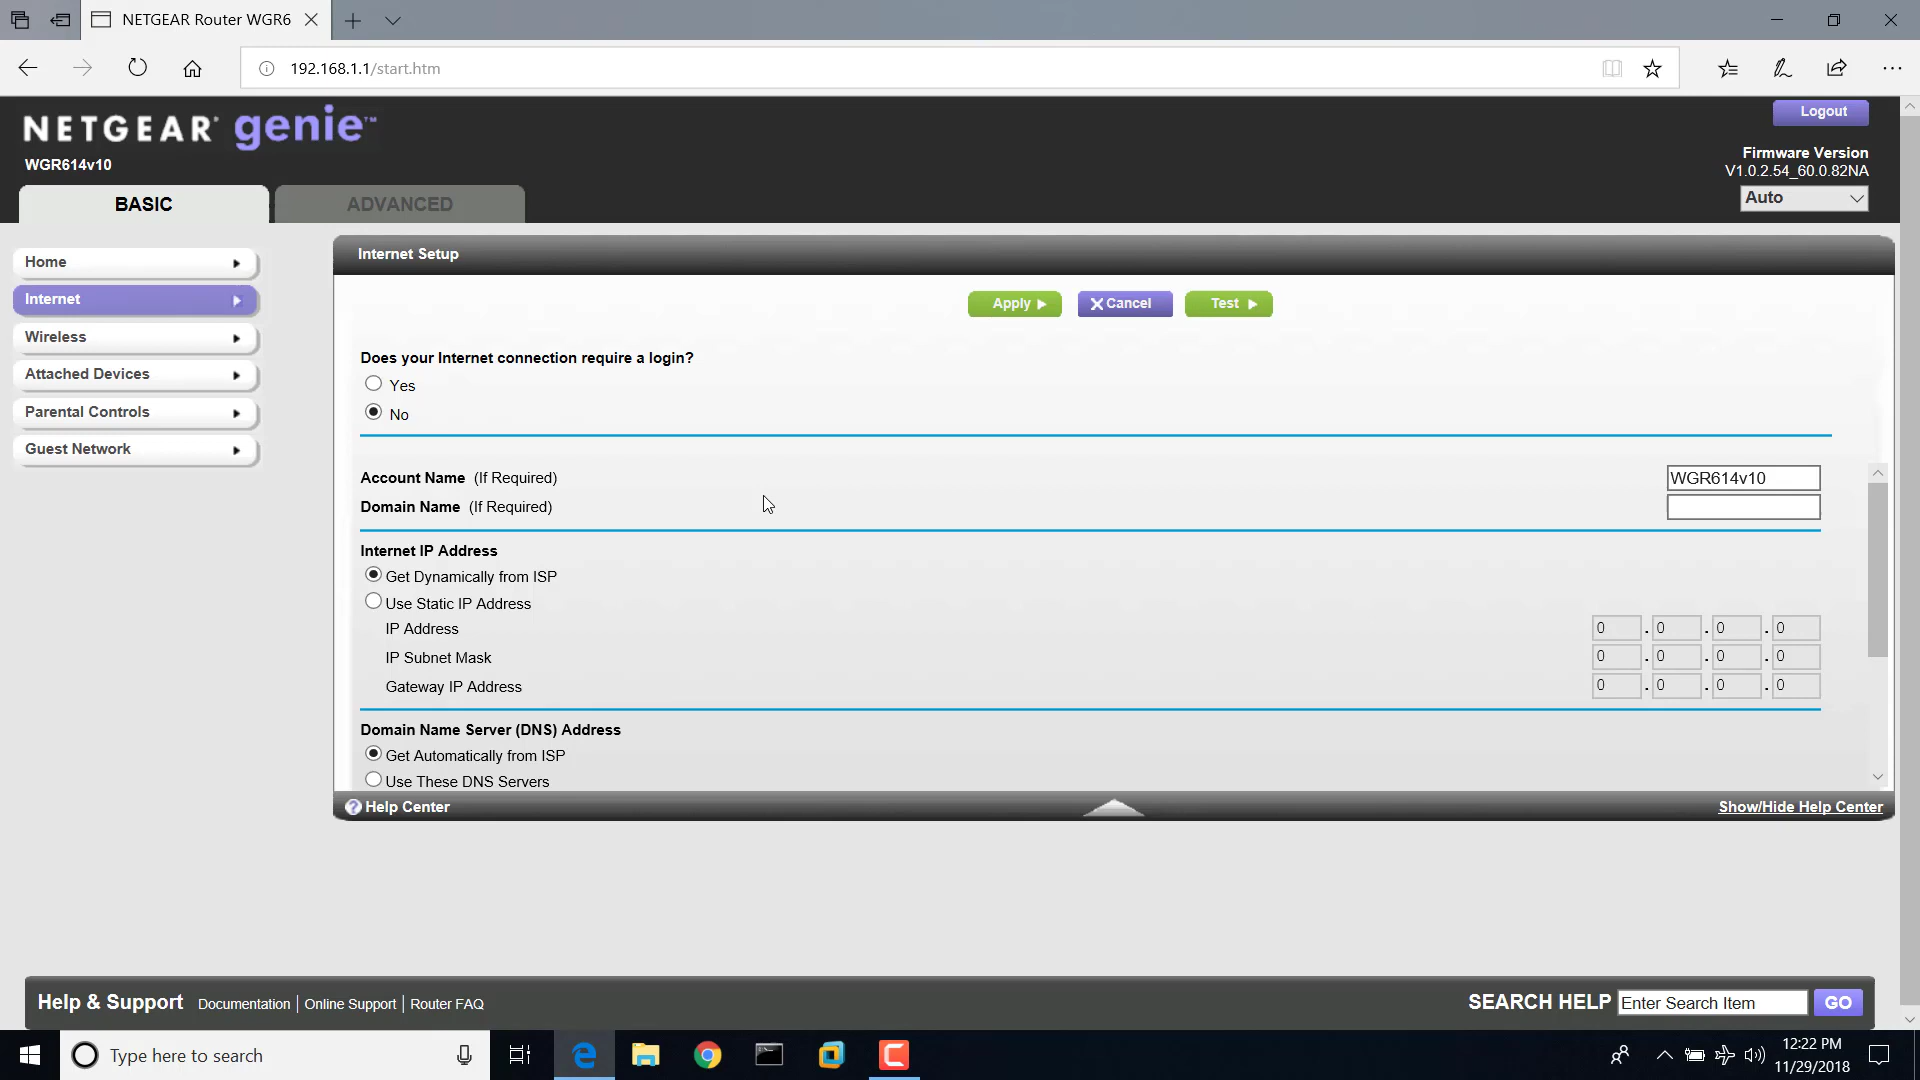 NETGEAR Router WGR6
192.168.1.1/start.htm
NETGEAR® genie™
Logout
WGR614v10
Firmware Version
V1.0.2.54_60.0.82NA
Auto
BASIC
ADVANCED
Home
Internet
Wireless
Attached Devices
Parental Controls
Guest Network
Internet Setup
Apply
Cancel
Test
Does your Internet connection require a login?
Yes
No
Account Name (If Required)
WGR614v10
Domain Name (If Required)
Internet IP Address
Get Dynamically from ISP
Use Static IP Address
IP Address 0 . 0 . 0 . 0
IP Subnet Mask 0 . 0 . 0 . 0
Gateway IP Address 0 . 0 . 0 . 0
Domain Name Server (DNS) Address
Get Automatically from ISP
Use These DNS Servers
? Help Center
Show/Hide Help Center
Help & Support Documentation | Online Support | Router FAQ
SEARCH HELP Enter Search Item GO
Type here to search
12:22 PM
11/29/2018